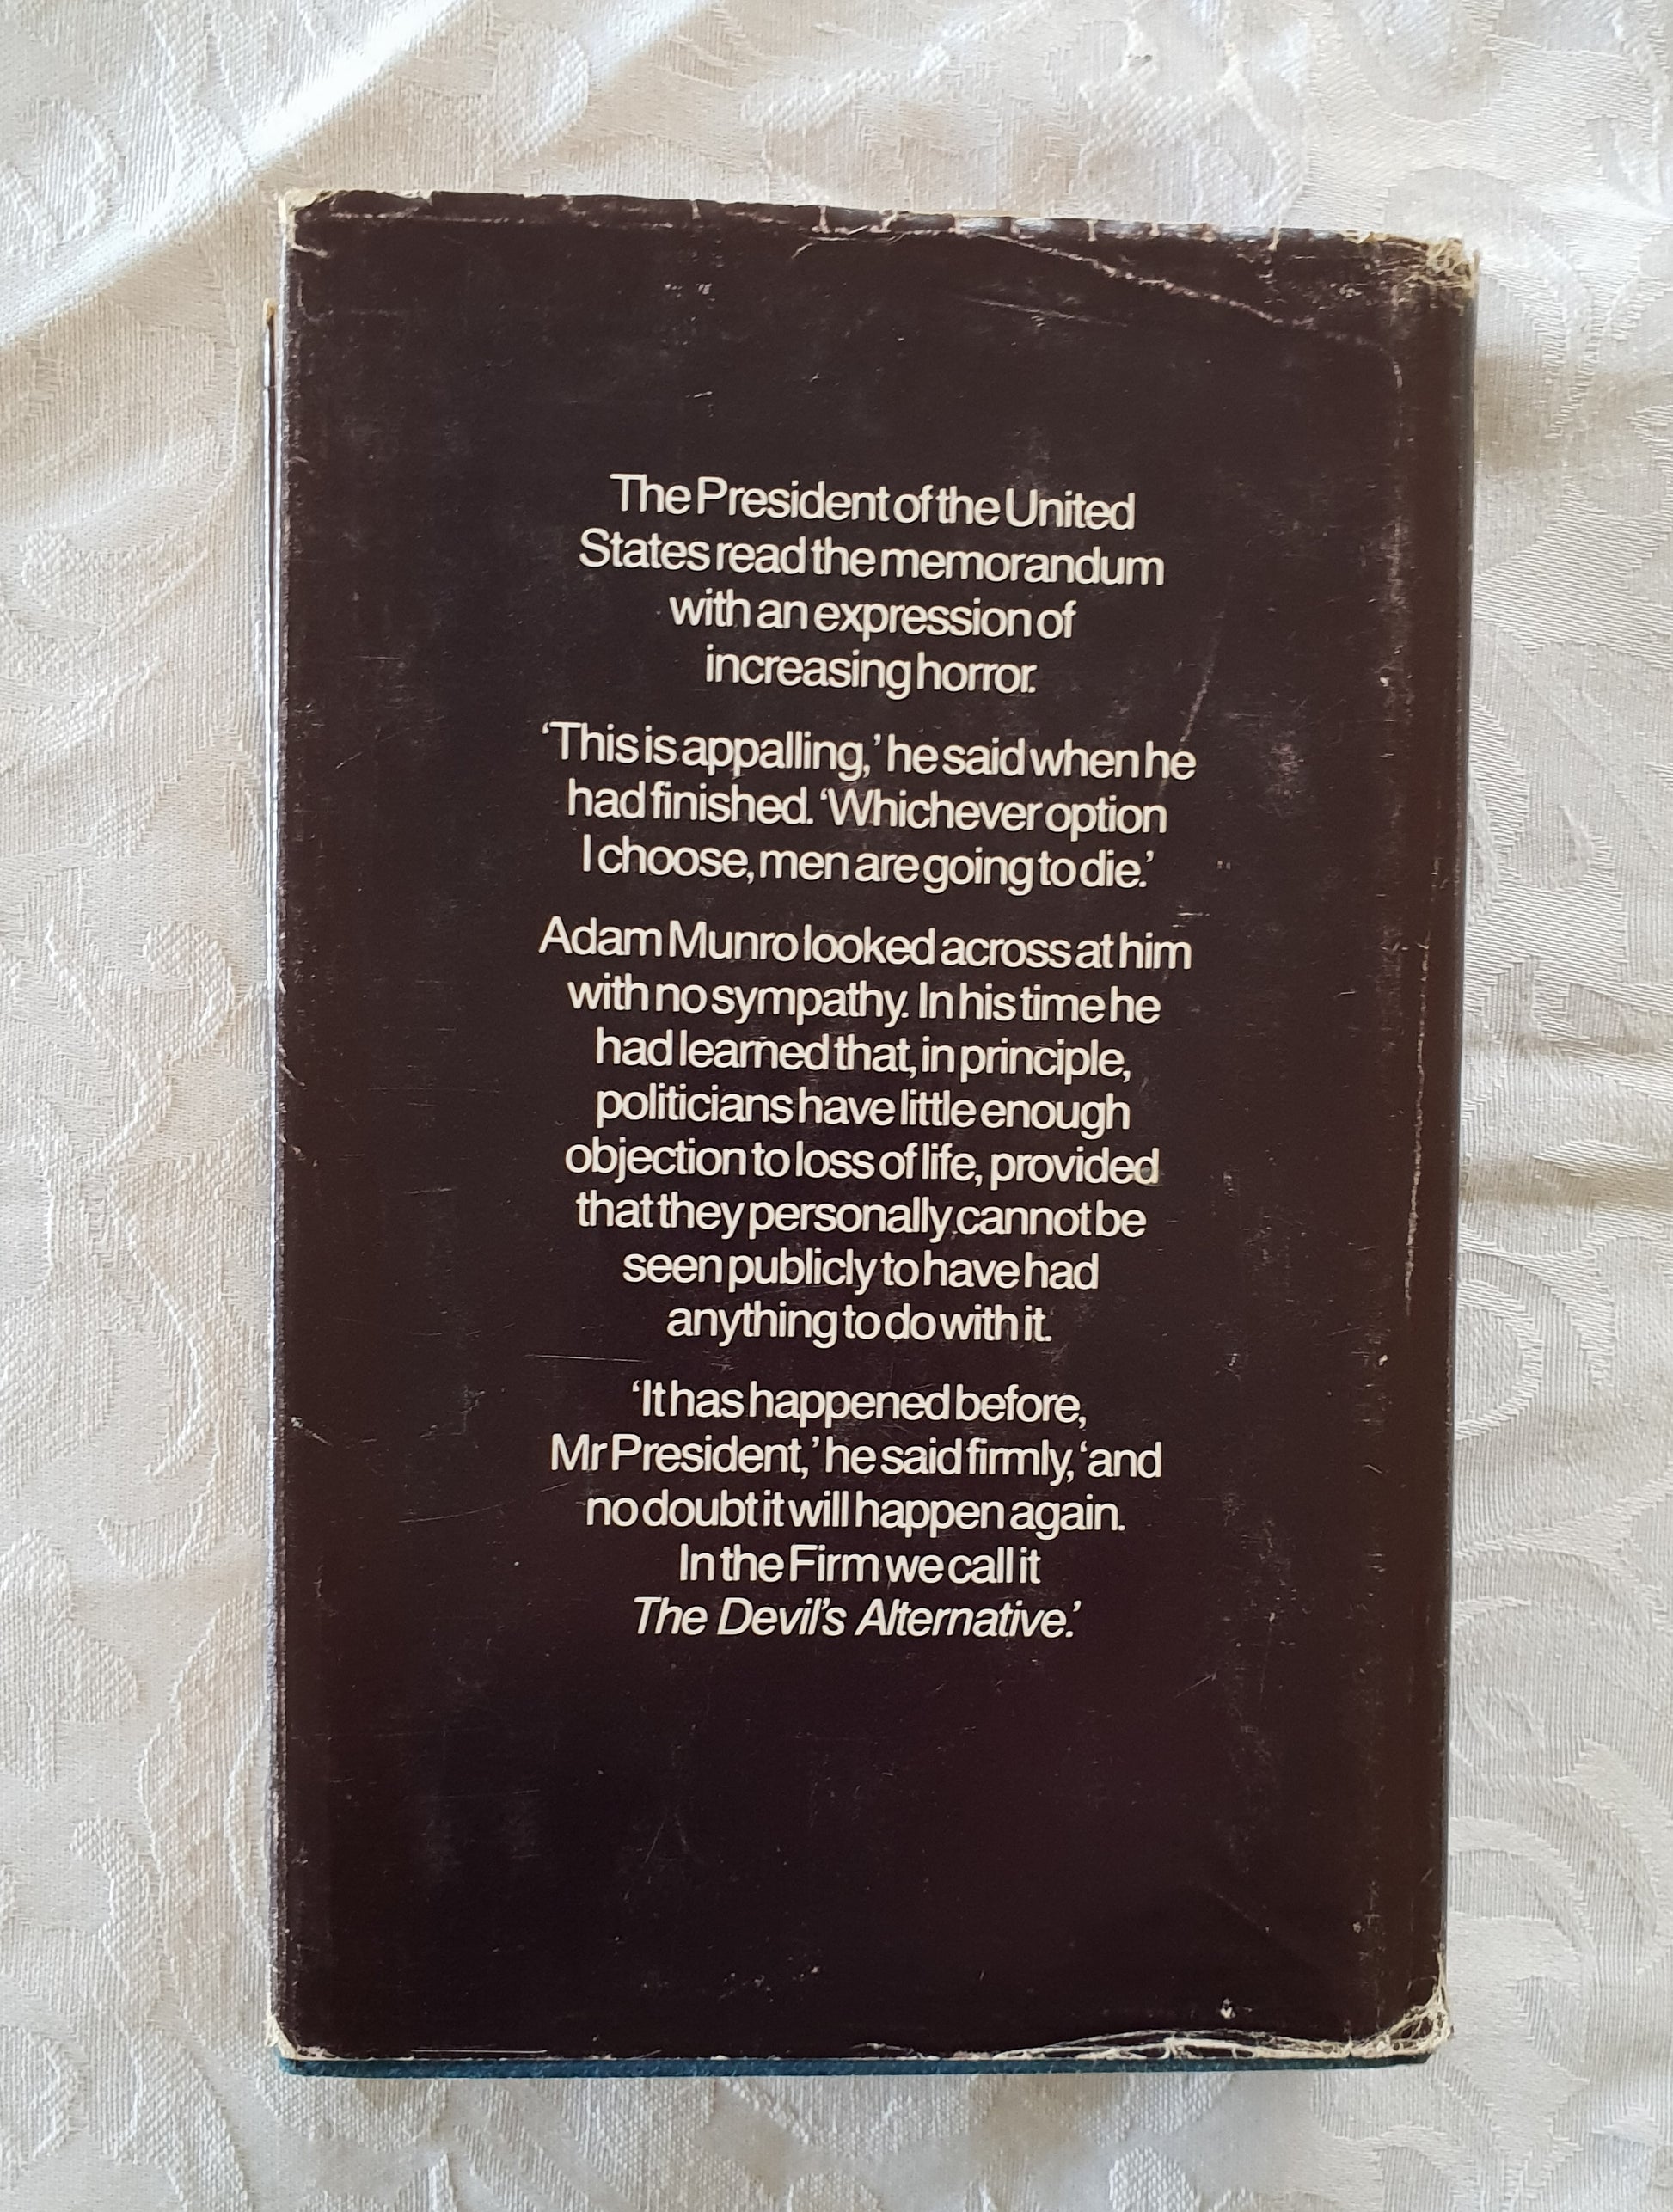 The President of the United
States read the memorandum
with an expression of
increasing horror.
‘This is appalling,’ he said when he
had finished. ‘Whichever option
I choose, men are going to die.’
Adam Munro looked across at him
with no sympathy. In his time he
had learned that, in principle,
politicians have little enough
objection to loss of life, provided
that they personally cannot be
seen publicly to have had
anything to do with it.
‘It has happened before,
Mr President,’ he said firmly, ‘and
no doubt it will happen again.
In the Firm we call it
The Devil’s Alternative.’